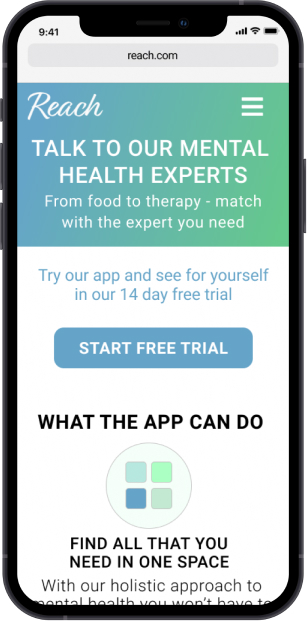 9:41
reach.com
Reach
TALK TO OUR MENTAL
HEALTH EXPERTS
From food to therapy - match
with the expert you need
Try our app and see for yourself
in our 14 day free trial
START FREE TRIAL
WHAT THE APP CAN DO
FIND ALL THAT YOU
NEED IN ONE SPACE
With our holistic approach to
mental health you won't have to